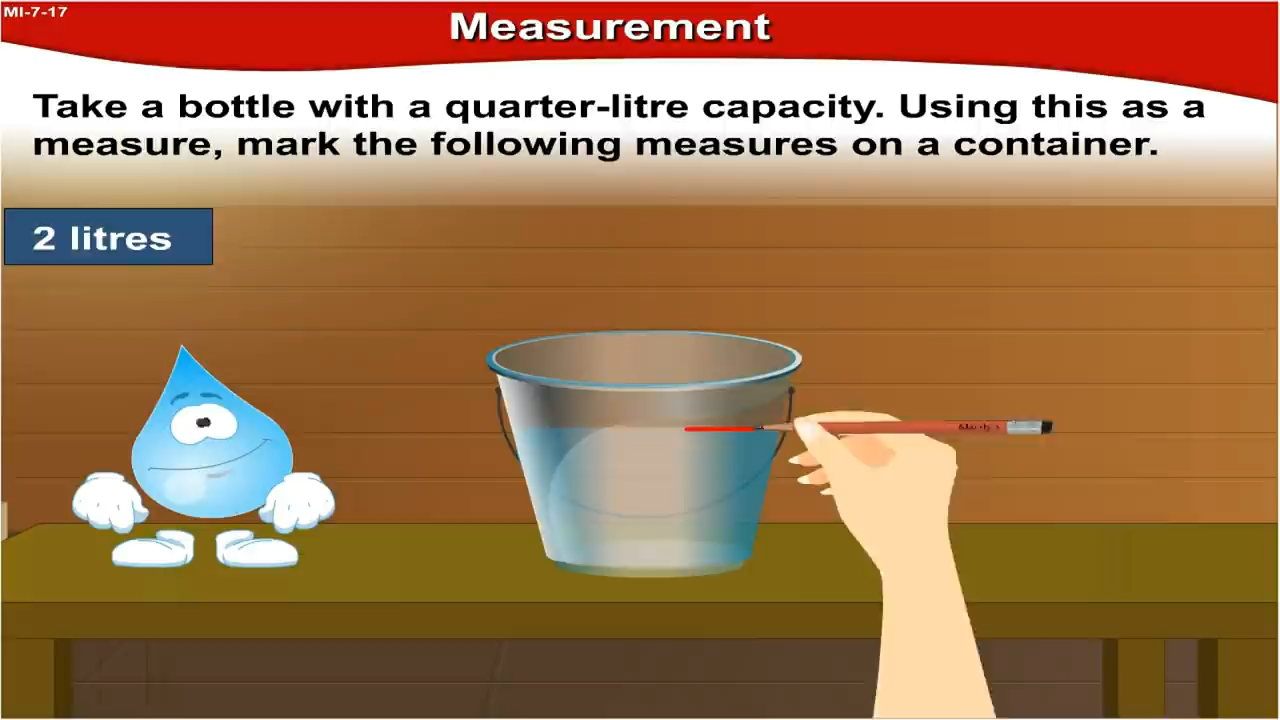 MI-7-17
Measurement
Take a bottle with a quarter-litre capacity. Using this as a
measure, mark the following measures on a container.
2 litres